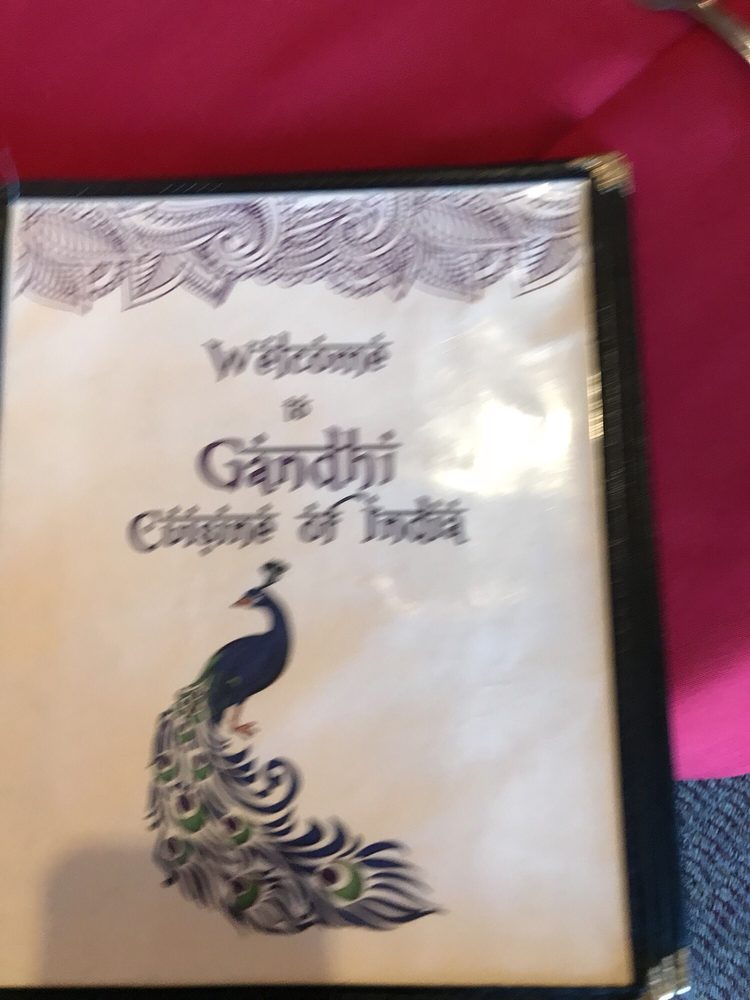 Welcome
to
Gandhi
Cuisine of India